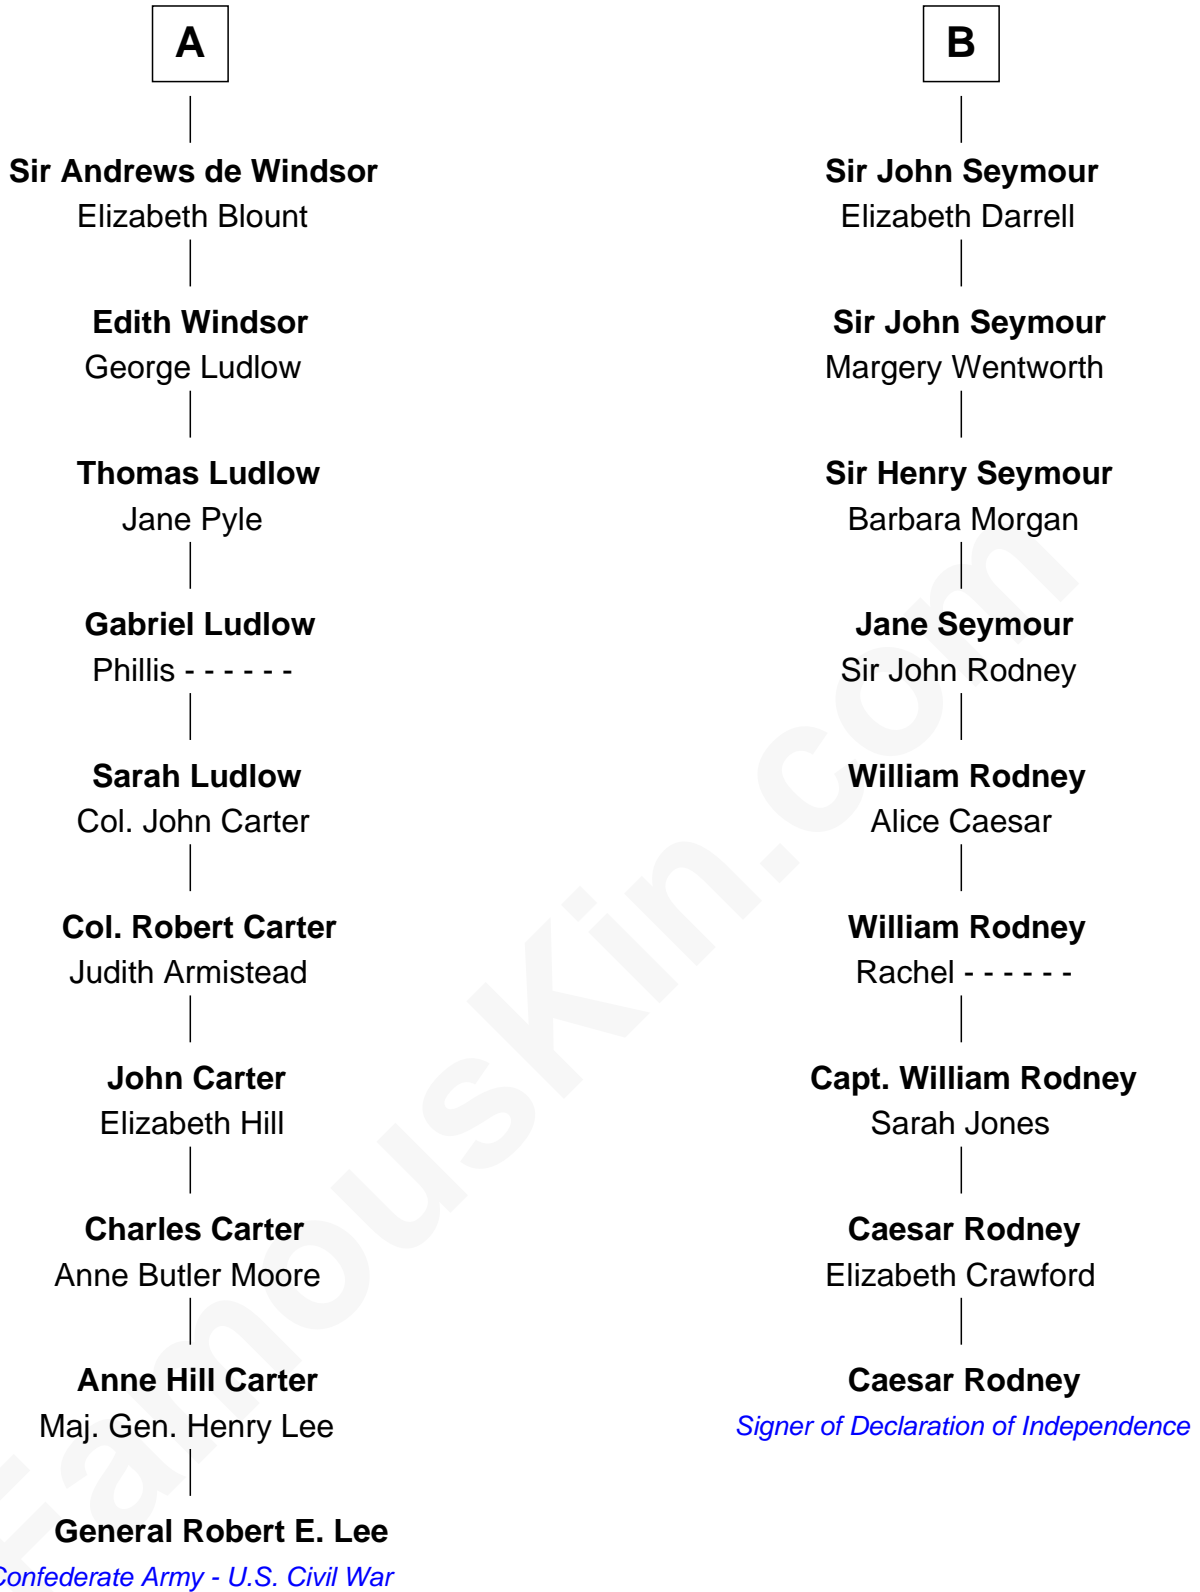 A
Sir Andrews de Windsor
Elizabeth Blount
Edith Windsor
George Ludlow
Thomas Ludlow
Jane Pyle
Gabriel Ludlow
Phillis - - - - - -
Sarah Ludlow
Col. John Carter
Col. Robert Carter
Judith Armistead
John Carter
Elizabeth Hill
Charles Carter
Anne Butler Moore
Anne Hill Carter
Maj. Gen. Henry Lee
General Robert E. Lee
Confederate Army - U.S. Civil War
B
Sir John Seymour
Elizabeth Darrell
Sir John Seymour
Margery Wentworth
Sir Henry Seymour
Barbara Morgan
Jane Seymour
Sir John Rodney
William Rodney
Alice Caesar
William Rodney
Rachel - - - - - -
Capt. William Rodney
Sarah Jones
Caesar Rodney
Elizabeth Crawford
Caesar Rodney
Signer of Declaration of Independence
FamousKin.com